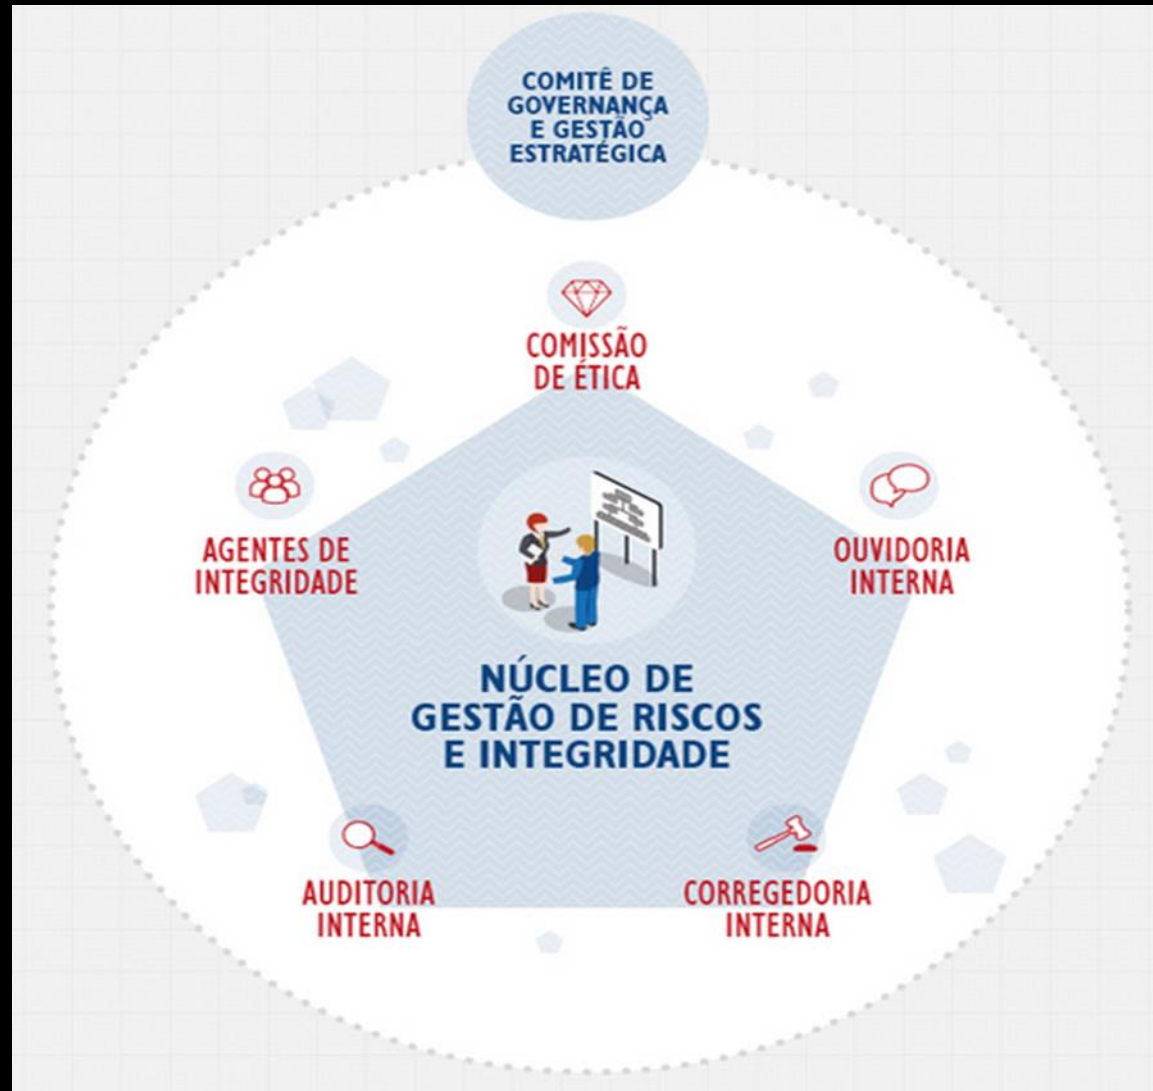 COMITÊ DE
GOVERNANÇA
E GESTÃO
ESTRATÉGICA
COMISSÃO
DE ÉTICA
AGENTES DE
INTEGRIDADE
OUVIDORIA
INTERNA
NÚCLEO DE
GESTÃO DE RISCOS
E INTEGRIDADE
AUDITORIA
INTERNA
CORREGEDORIA
INTERNA